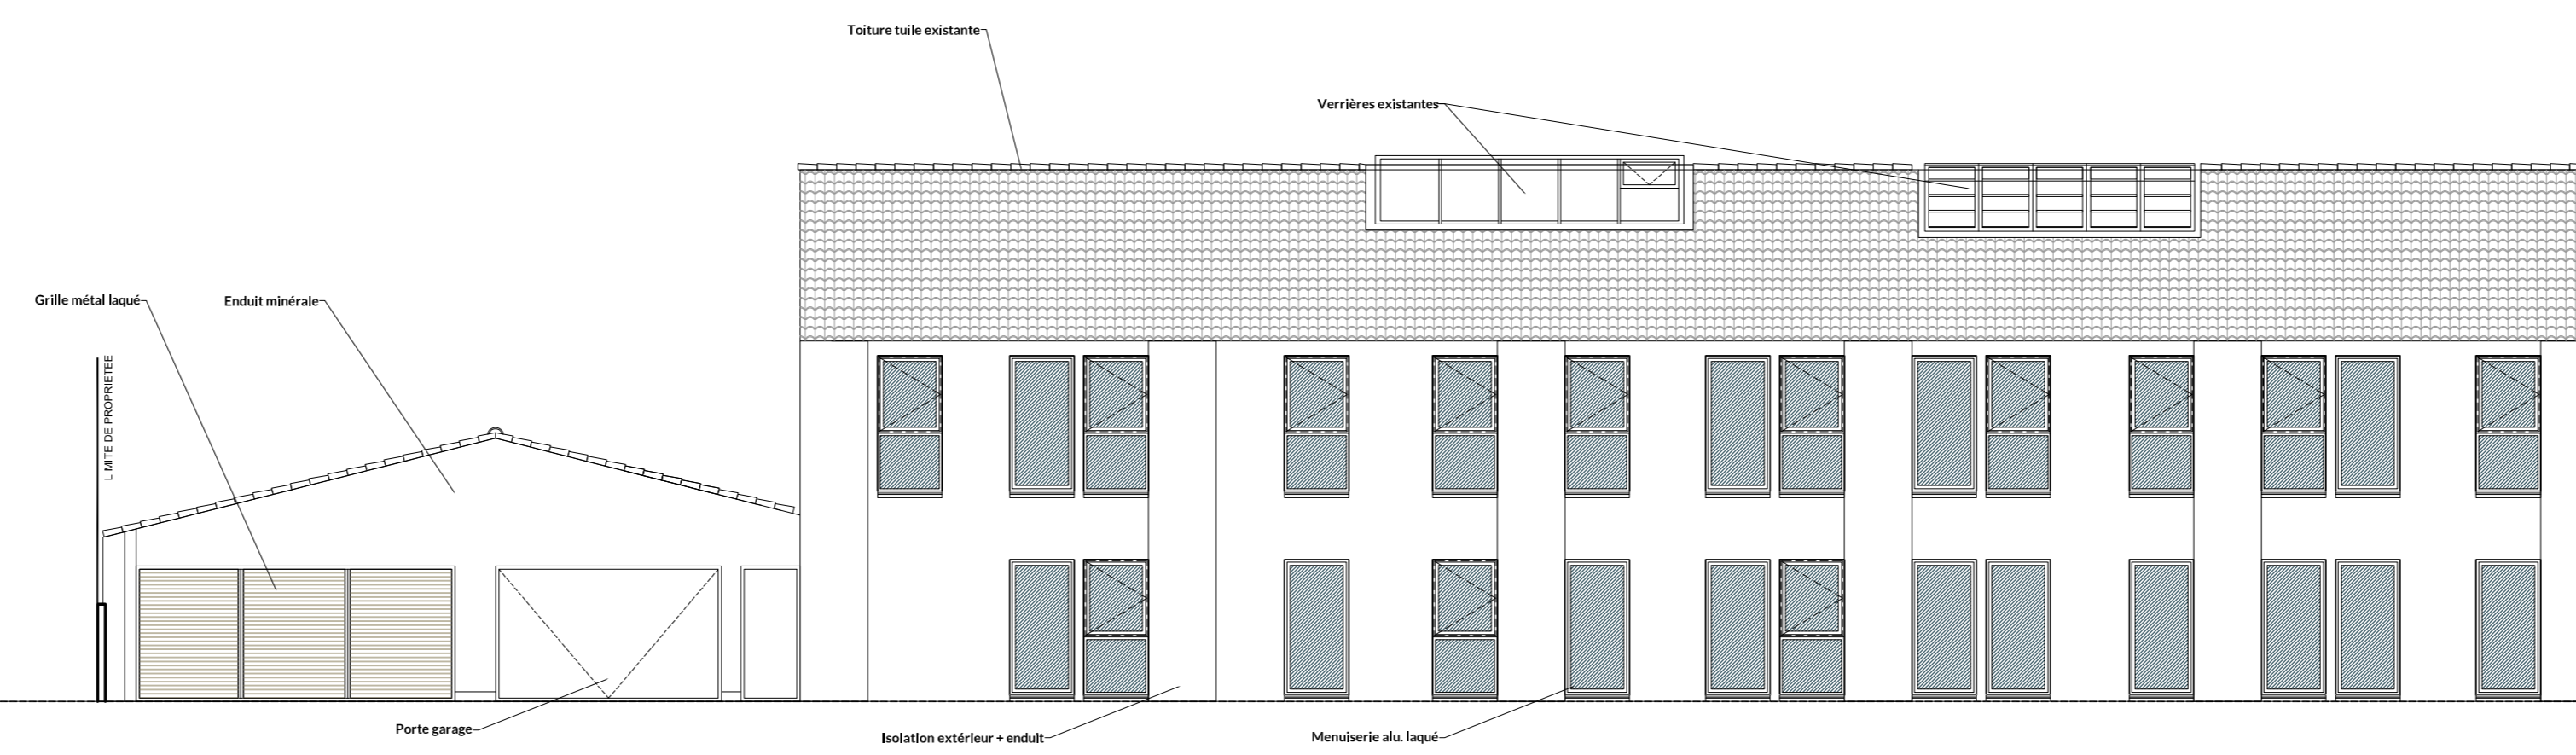 Toiture tuile existante
Verrières existantes
Grille métal laqué
Enduit minérale
LIMITE DE PROPRIETEE
Porte garage
Isolation extérieur + enduit
Menuiserie alu. laqué